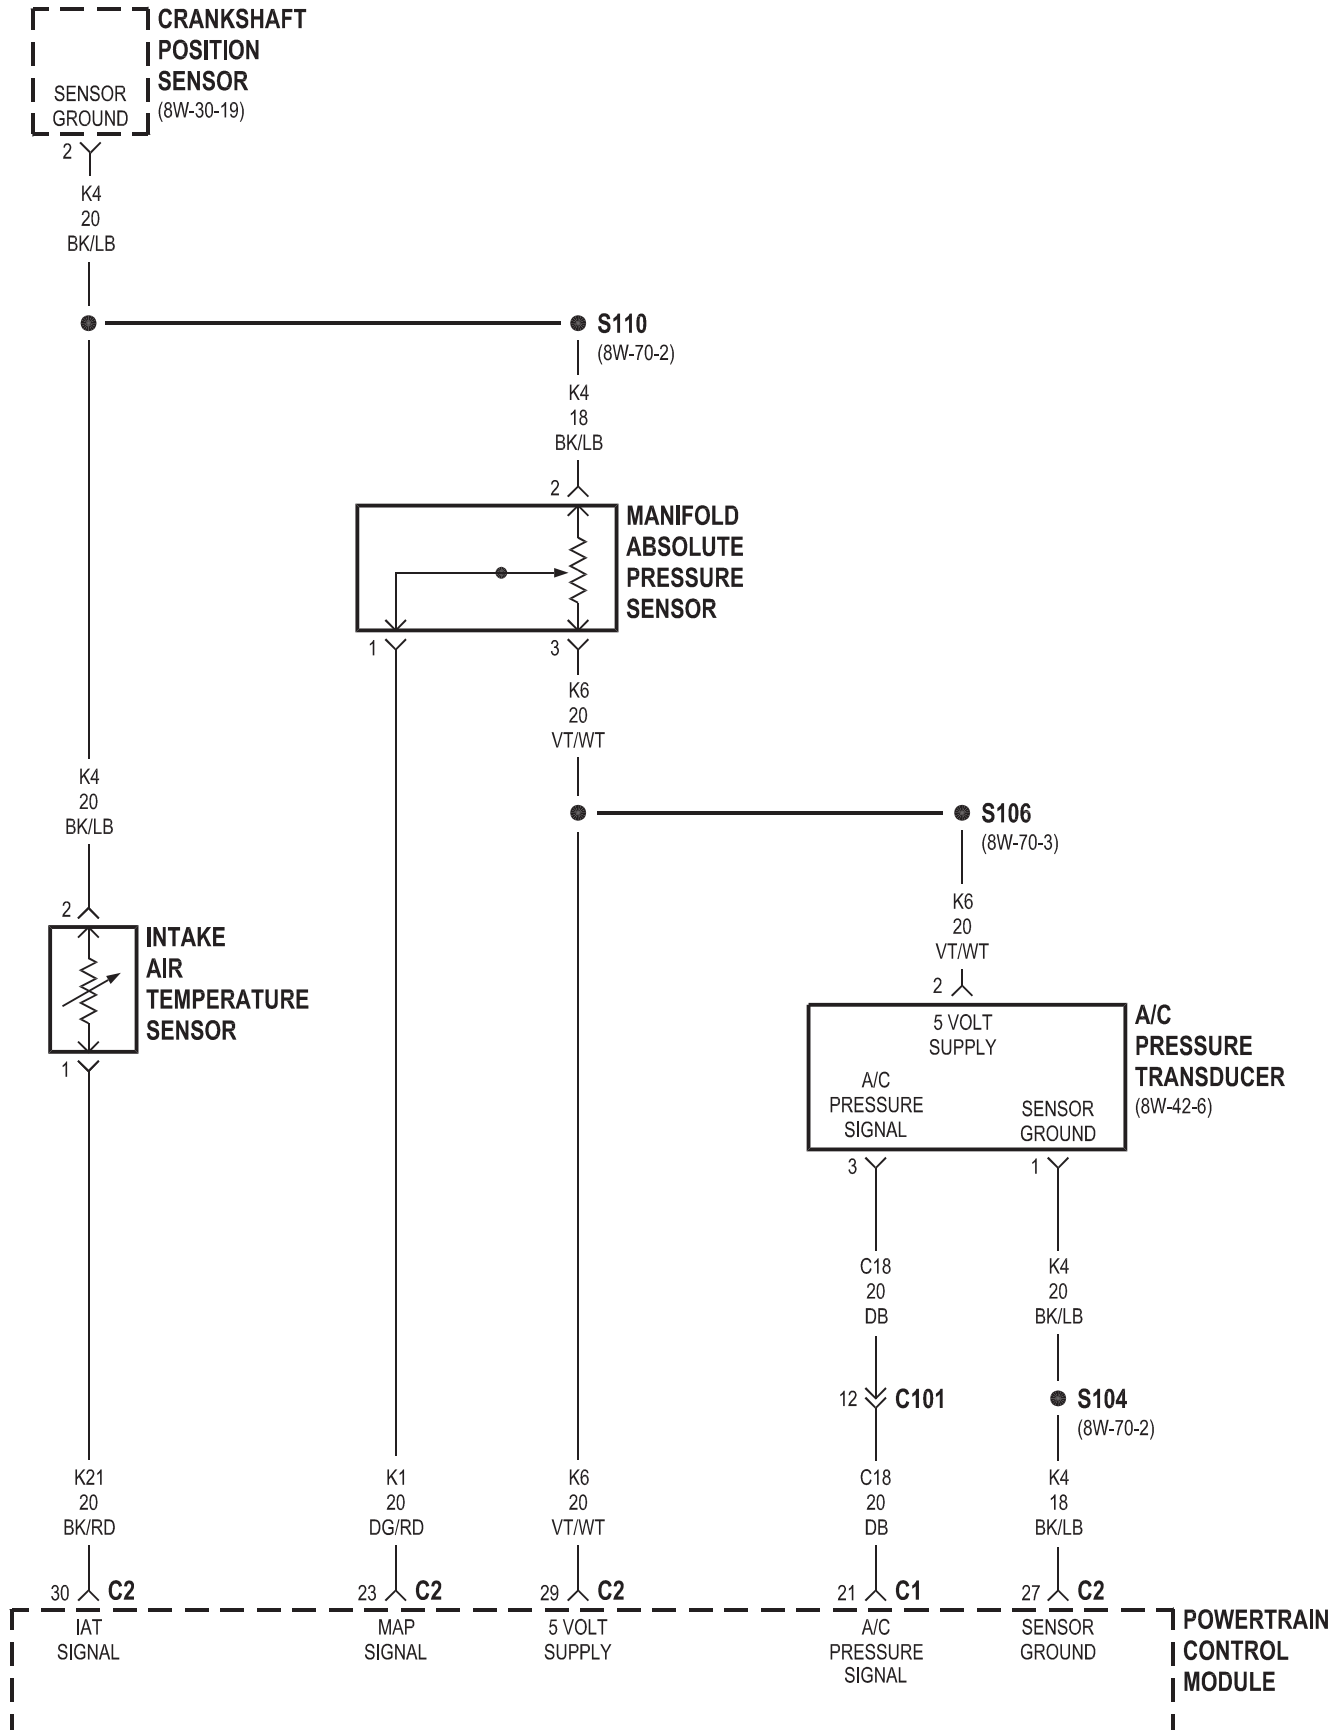 CRANKSHAFT
POSITION
SENSOR
(8W-30-19)
SENSOR
GROUND
2
K4
20
BK/LB
S110
(8W-70-2)
K4
18
BK/LB
2
MANIFOLD
ABSOLUTE
PRESSURE
SENSOR
1
3
K6
20
VT/WT
K4
20
BK/LB
S106
(8W-70-3)
K6
20
VT/WT
2
INTAKE
AIR
TEMPERATURE
SENSOR
1
2
5 VOLT
SUPPLY
A/C
PRESSURE
SIGNAL
SENSOR
GROUND
A/C
PRESSURE
TRANSDUCER
(8W-42-6)
3
1
C18
20
DB
K4
20
BK/LB
12
C101
S104
(8W-70-2)
K21
20
BK/RD
K1
20
DG/RD
K6
20
VT/WT
C18
20
DB
K4
18
BK/LB
30 C2
23 C2
29 C2
21 C1
27 C2
IAT
SIGNAL
MAP
SIGNAL
5 VOLT
SUPPLY
A/C
PRESSURE
SIGNAL
SENSOR
GROUND
POWERTRAIN
CONTROL
MODULE